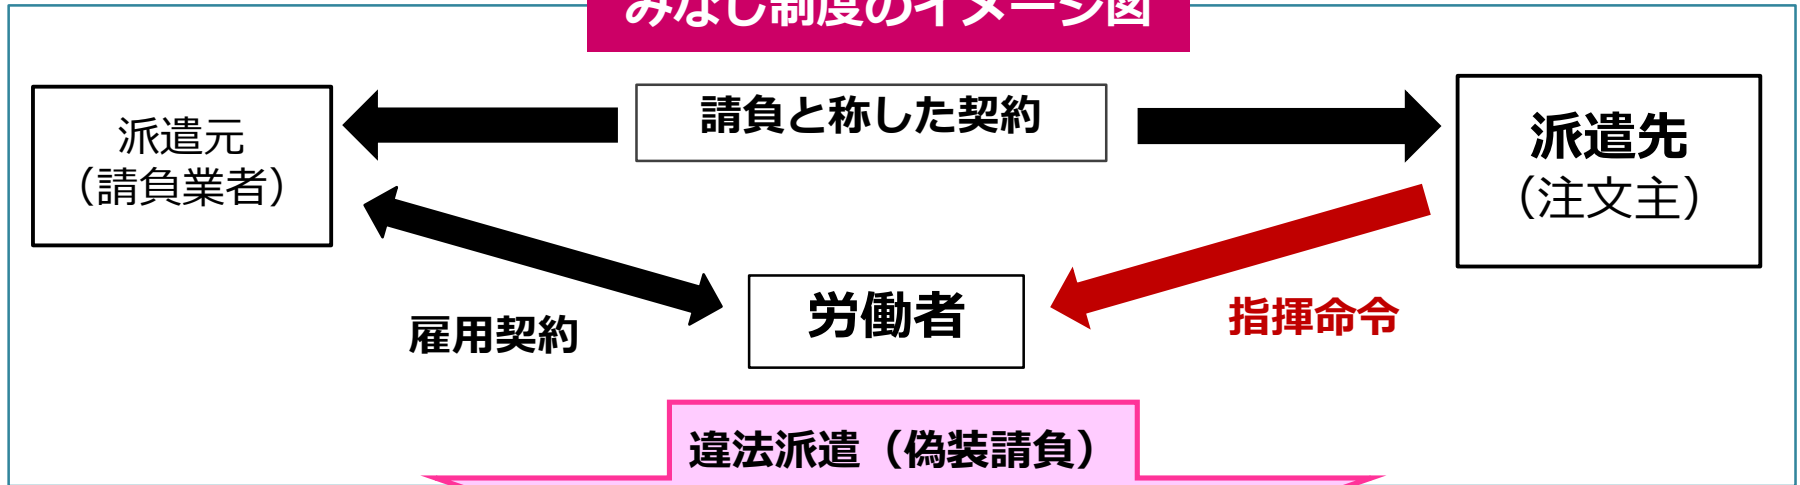 みなし制度のイメージ図
請負と称した契約
派遣元
（請負業者）
派遣先
（注文主）
労働者
雇用契約
指揮命令
違法派遣（偽装請負）